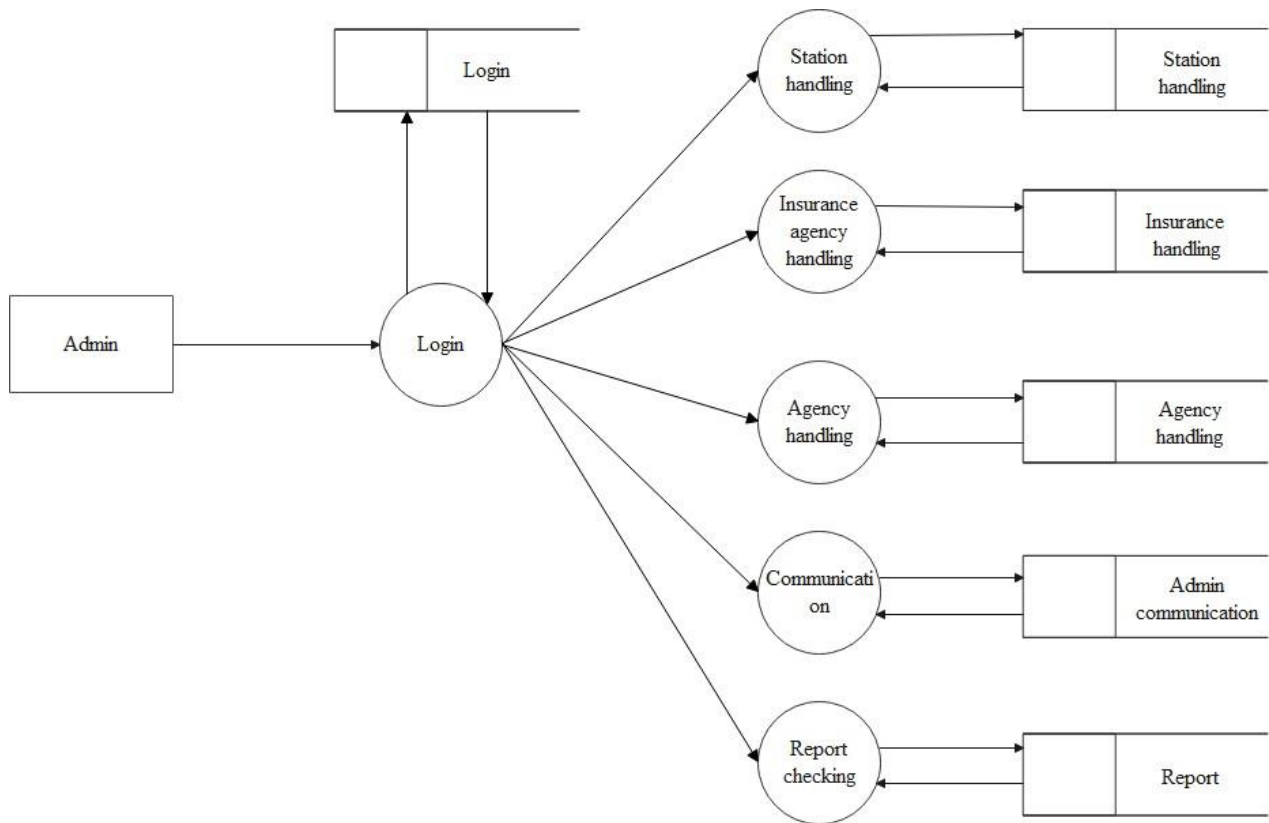 Login
Station
handling
Station
handling
Insurance
agency
handling
Insurance
handling
Admin
Login
Agency
handling
Agency
handling
Communicati
on
Admin
communication
Report
checking
Report